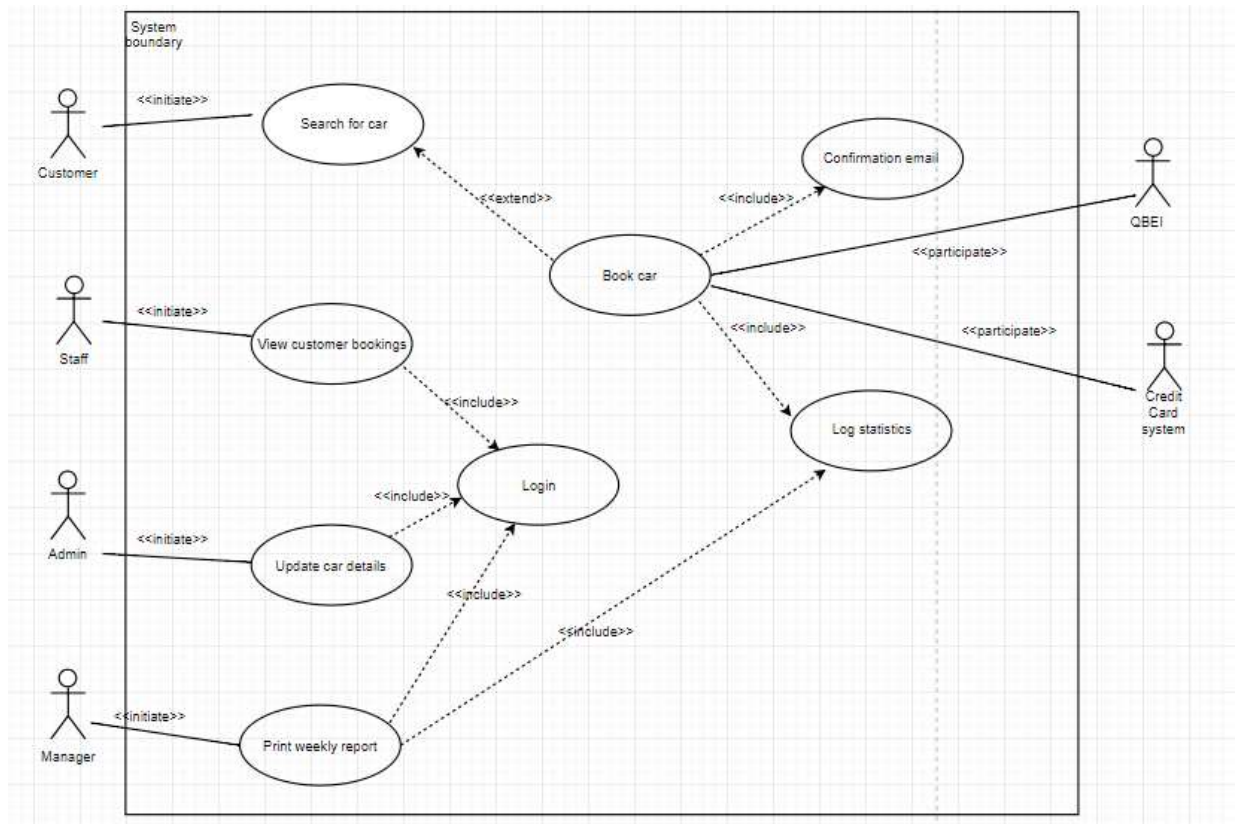 System
boundary
<<initiate>>
Customer
Search for car
Confirmation email
<<extend>>
<<include>>
QBEI
<<participate>>
Book car
<<initiate>>
Staff
View customer bookings
<<include>>
<<participate>>
Credit
Card
system
<<include>>
Log statistics
Login
<<include>>
<<initiate>>
Admin
Update car details
<<include>>
<<include>>
<<initiate>>
Manager
Print weekly report